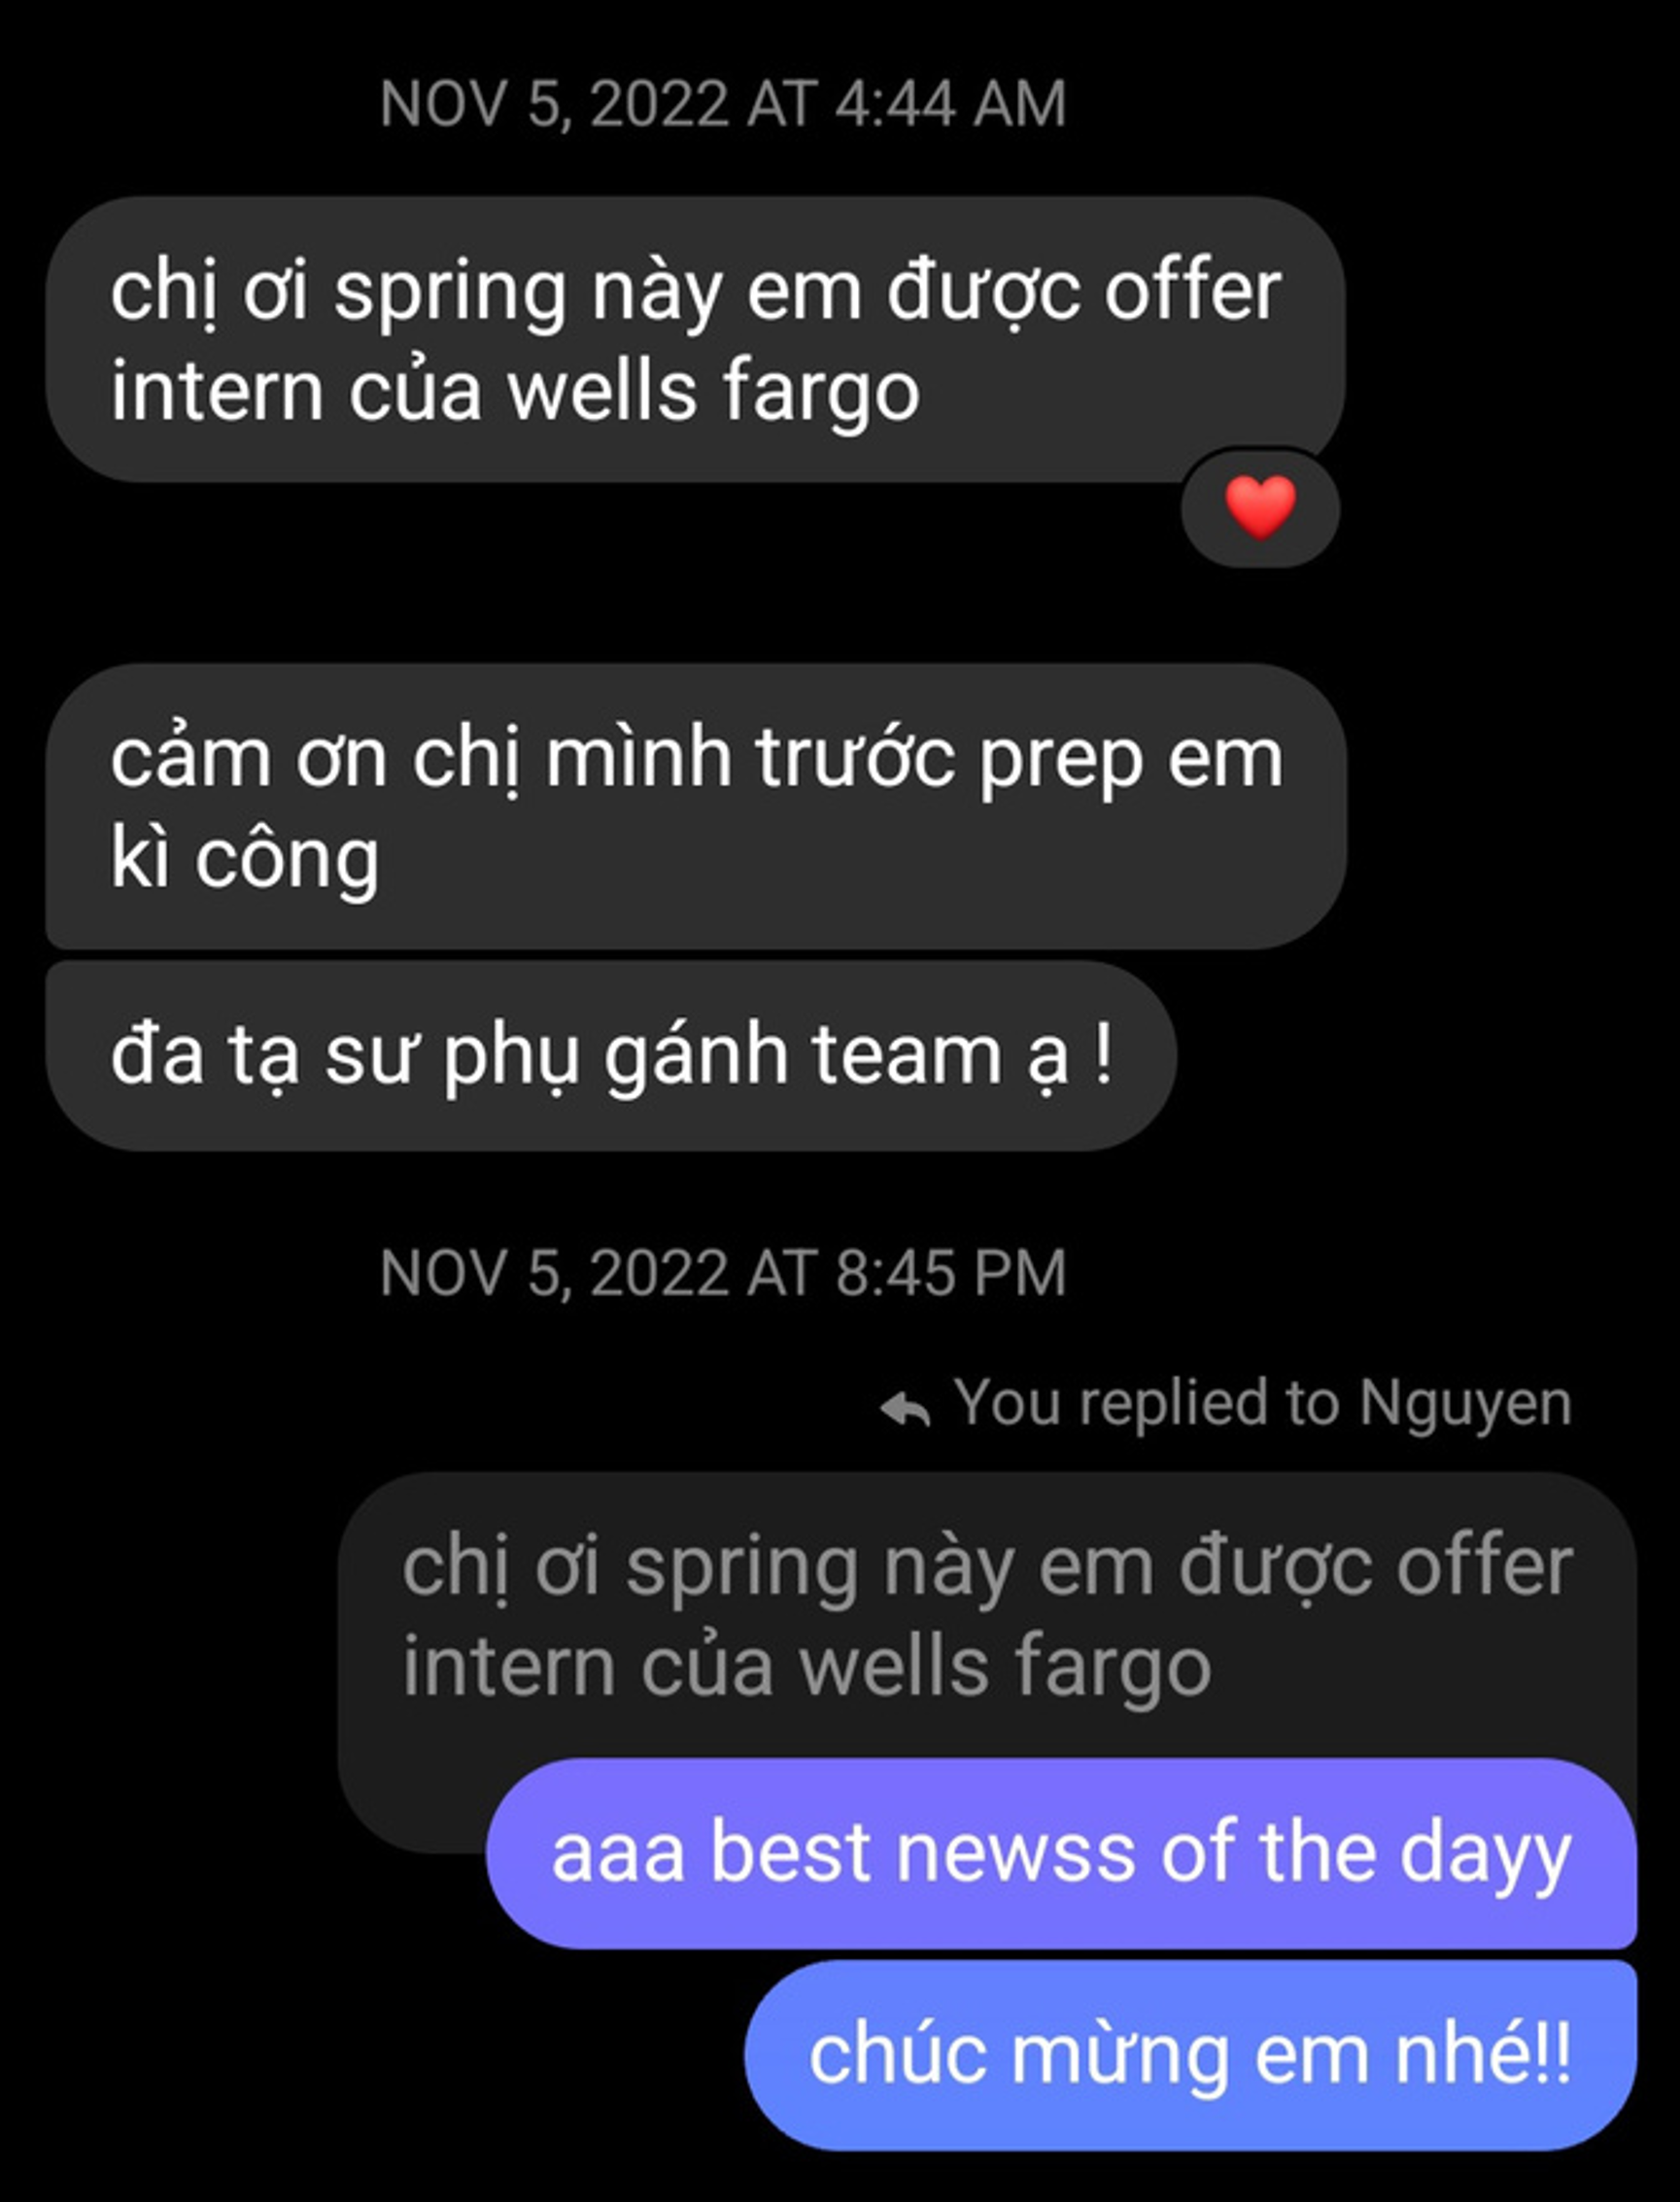 NOV 5, 2022 AT 4:44 AM
chị ơi spring này em được offer
intern của wells fargo
cảm ơn chị mình trước prep em
kì công
đa tạ sư phụ gánh team ạ !
NOV 5, 2022 AT 8:45 PM
You replied to Nguyen
chị ơi spring này em được offer
intern của wells fargo
aaa best newss of the dayy
chúc mừng em nhé!!